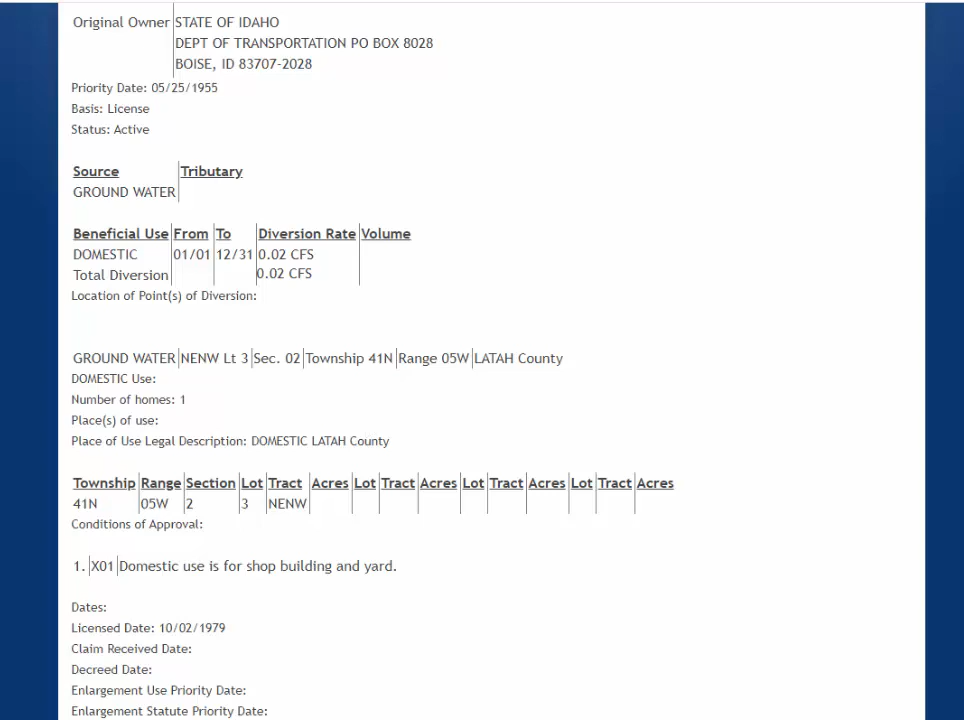 Original Owner STATE OF IDAHO
DEPT OF TRANSPORTATION PO BOX 8028
BOISE, ID 83707-2028
Priority Date: 05/25/1955
Basis: License
Status: Active
Source Tributary
GROUND WATER
Beneficial Use From To Diversion Rate Volume
DOMESTIC 01/01 12/31 0.02 CFS
Total Diversion 0.02 CFS
Location of Point(s) of Diversion:
GROUND WATER NENW Lt 3 Sec. 02 Township 41N Range 05W LATAH County
DOMESTIC Use:
Number of homes: 1
Place(s) of use:
Place of Use Legal Description: DOMESTIC LATAH County
Township Range Section Lot Tract Acres Lot Tract Acres Lot Tract Acres Lot Tract Acres
41N 05W 2 3 NENW
Conditions of Approval:
1. X01 Domestic use is for shop building and yard.
Dates:
Licensed Date: 10/02/1979
Claim Received Date:
Decreed Date:
Enlargement Use Priority Date:
Enlargement Statute Priority Date: